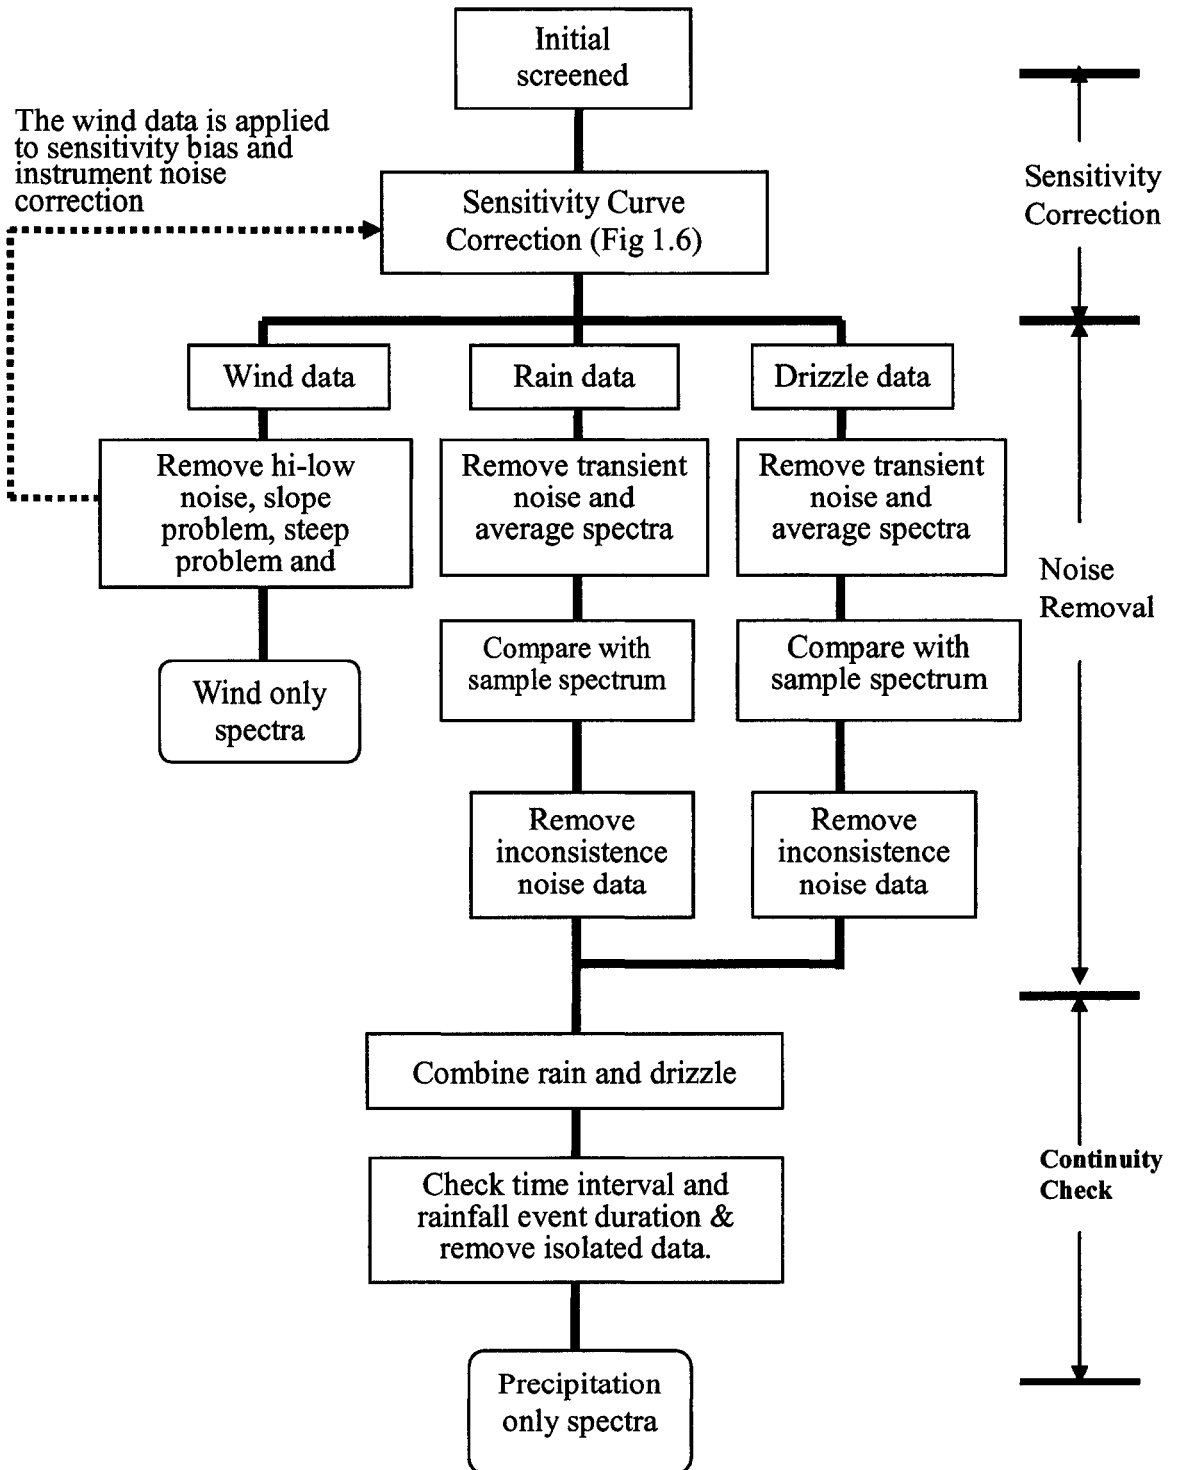 Initial
screened
The wind data is applied
to sensitivity bias and
instrument noise
correction
Sensitivity Curve
Correction (Fig 1.6)
Sensitivity
Correction
Wind data
Rain data
Drizzle data
Remove hi-low
noise, slope
problem, steep
problem and
Remove transient
noise and
average spectra
Remove transient
noise and
average spectra
Noise
Removal
Wind only
spectra
Compare with
sample spectrum
Compare with
sample spectrum
Remove
inconsistence
noise data
Remove
inconsistence
noise data
Combine rain and drizzle
Check time interval and
rainfall event duration &
remove isolated data.
Continuity
Check
Precipitation
only spectra